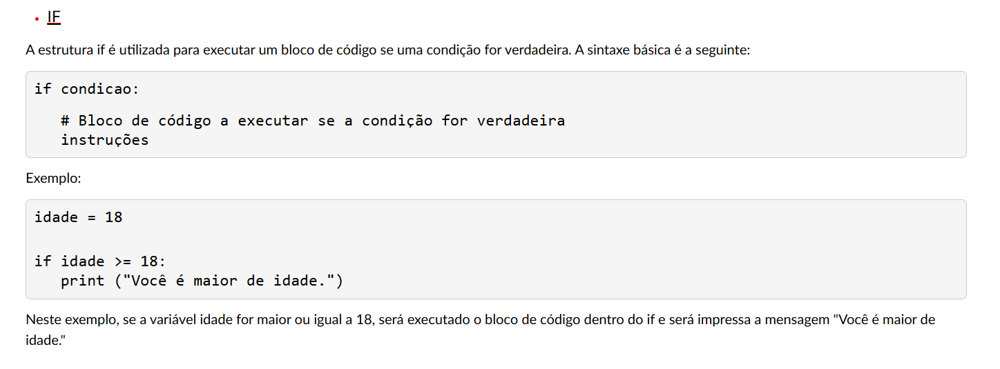 • IF
A estrutura if é utilizada para executar um bloco de código se uma condição for verdadeira. A sintaxe básica é a seguinte:
if condicao:
   # Bloco de código a executar se a condição for verdadeira
   instruções
Exemplo:
idade = 18
if idade >= 18:
   print ("Você é maior de idade.")
Neste exemplo, se a variável idade for maior ou igual a 18, será executado o bloco de código dentro do if e será impressa a mensagem "Você é maior de
idade."